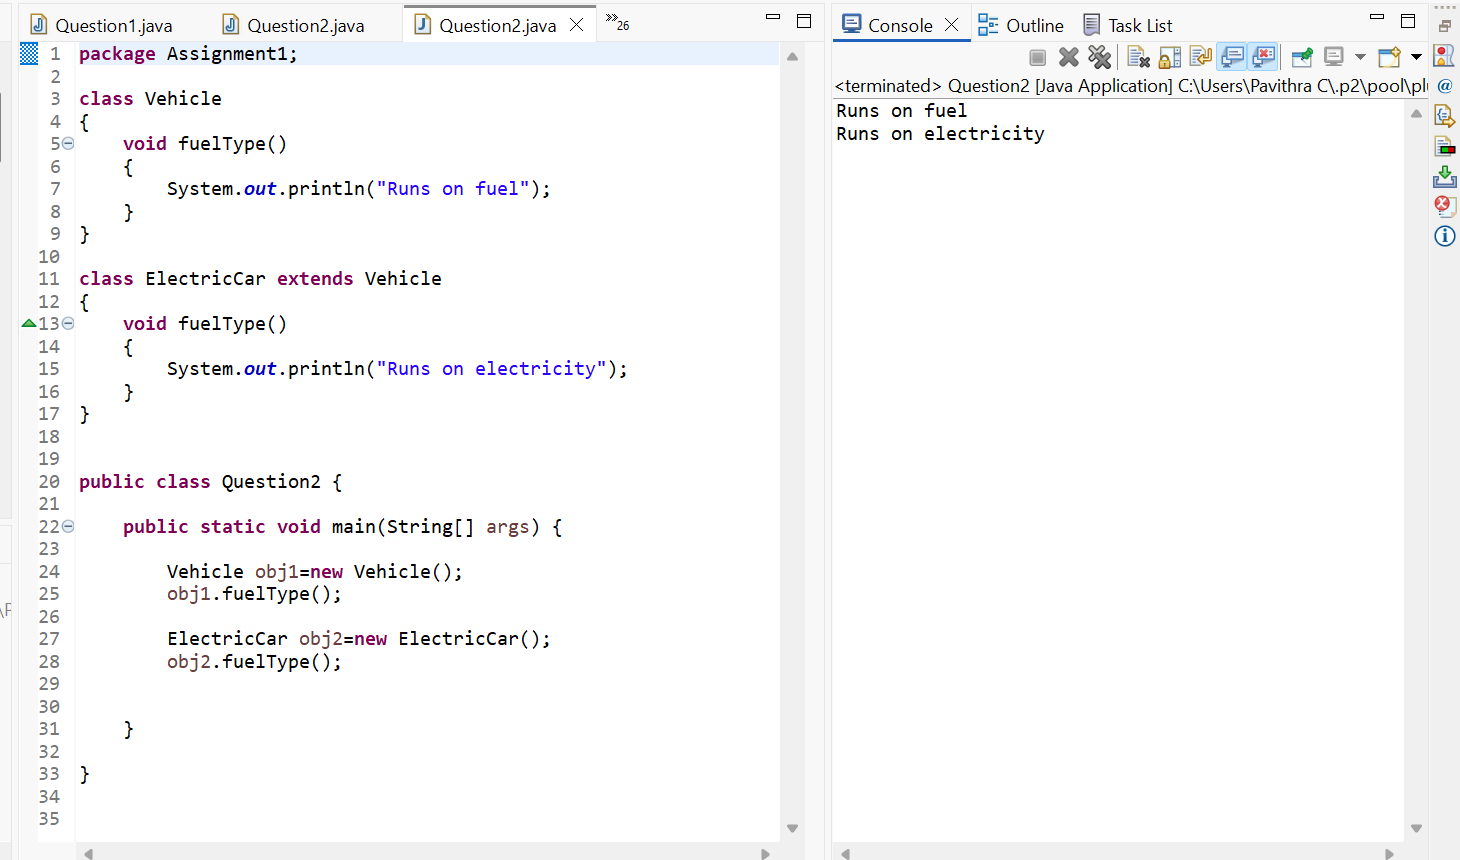 Question1.java Question2.java Question2.java »26
1 package Assignment1;
2
3 class Vehicle
4 {
5 void fuelType()
6 {
7 System.out.println("Runs on fuel");
8 }
9 }
10
11 class ElectricCar extends Vehicle
12 {
13 void fuelType()
14 {
15 System.out.println("Runs on electricity");
16 }
17 }
18
19
20 public class Question2 {
21
22 public static void main(String[] args) {
23
24 Vehicle obj1=new Vehicle();
25 obj1.fuelType();
26
27 ElectricCar obj2=new ElectricCar();
28 obj2.fuelType();
29
30
31 }
32
33 }
34
35
Console Outline Task List
<terminated> Question2 [Java Application] C:\Users\Pavithra C\.p2\pool\plu
Runs on fuel
Runs on electricity